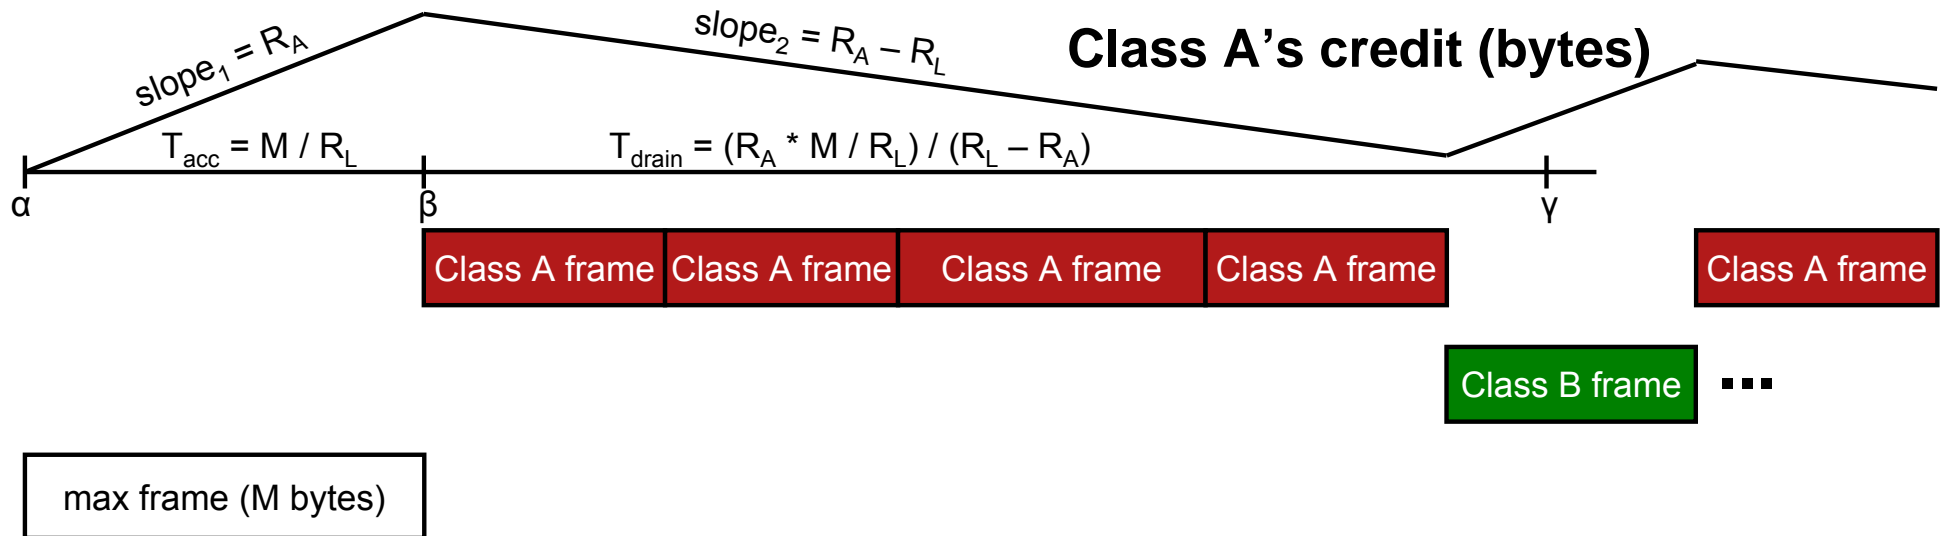 slope₁ = R_A
slope₂ = R_A – R_L
Class A’s credit (bytes)
T_acc = M / R_L
T_drain = (R_A * M / R_L) / (R_L – R_A)
α
β
γ
Class A frame
Class A frame
Class A frame
Class A frame
Class A frame
Class B frame
...
max frame (M bytes)